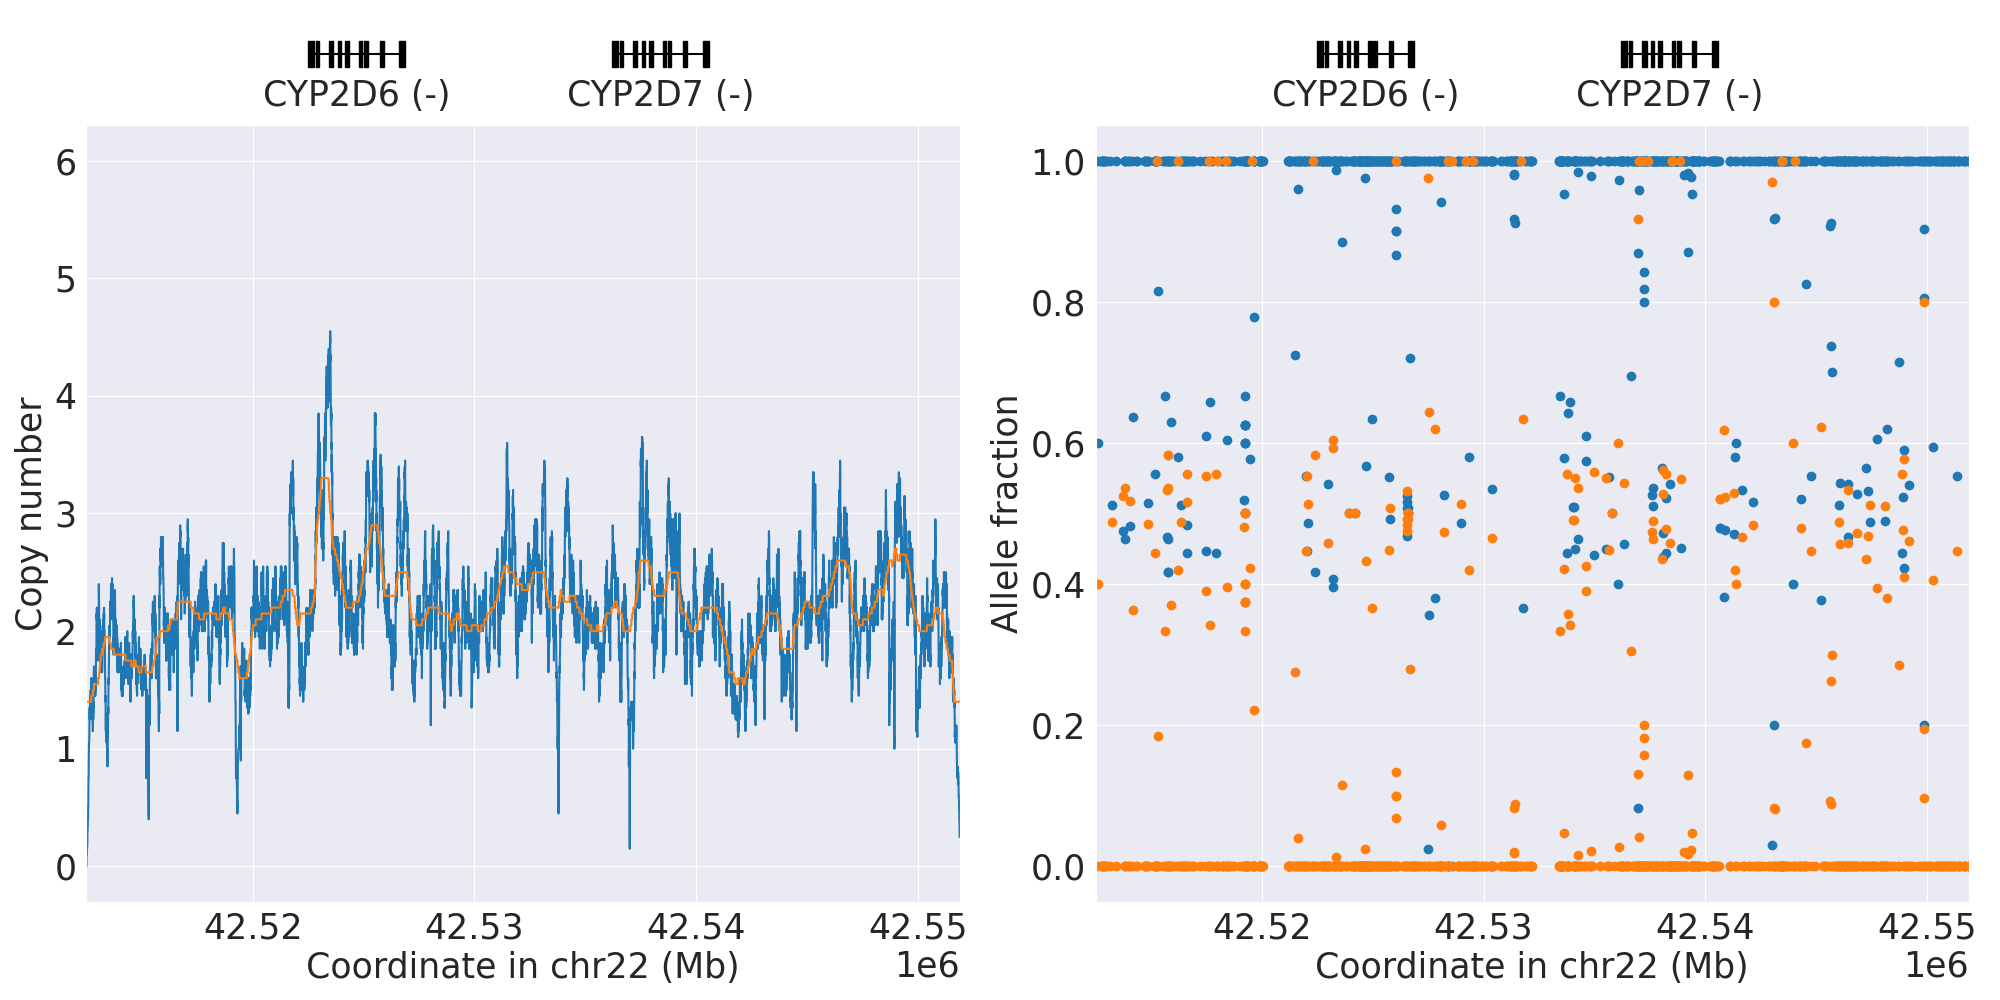 CYP2D6 (-) CYP2D7 (-)
6
5
4
3
2
1
0
Copy number
42.52 42.53 42.54 42.55
Coordinate in chr22 (Mb) 1e6
CYP2D6 (-) CYP2D7 (-)
1.0
0.8
0.6
0.4
0.2
0.0
Allele fraction
42.52 42.53 42.54 42.55
Coordinate in chr22 (Mb) 1e6